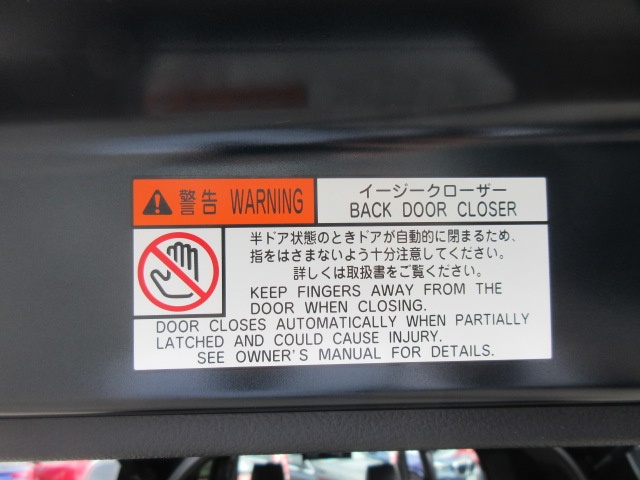 警告 WARNING
イージークローザー
BACK DOOR CLOSER
半ドア状態のときドアが自動的に閉まるため、
指をはさまないよう十分注意してください。
詳しくは取扱書をご覧ください。
KEEP FINGERS AWAY FROM THE
DOOR WHEN CLOSING.
DOOR CLOSES AUTOMATICALLY WHEN PARTIALLY
LATCHED AND COULD CAUSE INJURY.
SEE OWNER'S MANUAL FOR DETAILS.